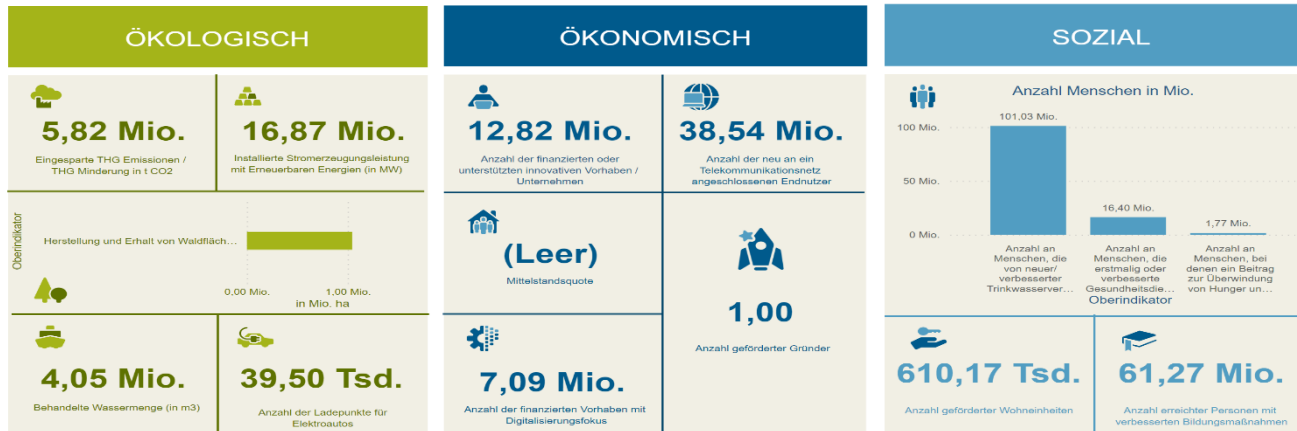 ÖKOLOGISCH
5,82 Mio.
Eingesparte THG Emissionen /
THG Minderung in t CO2
16,87 Mio.
Installierte Stromerzeugungsleistung
mit Erneuerbaren Energien (in MW)
Oberindikator
Herstellung und Erhalt von Waldfläch…
0,00 Mio.
1,00 Mio.
in Mio. ha
4,05 Mio.
Behandelte Wassermenge (in m3)
39,50 Tsd.
Anzahl der Ladepunkte für
Elektroautos
ÖKONOMISCH
12,82 Mio.
Anzahl der finanzierten oder
unterstützten innovativen Vorhaben /
Unternehmen
38,54 Mio.
Anzahl der neu an ein
Telekommunikationsnetz
angeschlossenen Endnutzer
(Leer)
Mittelstandsquote
1,00
Anzahl geförderter Gründer
7,09 Mio.
Anzahl der finanzierten Vorhaben mit
Digitalisierungsfokus
SOZIAL
Anzahl Menschen in Mio.
100 Mio.
50 Mio.
0 Mio.
101,03 Mio.
16,40 Mio.
1,77 Mio.
Anzahl an
Menschen, die
von neuer/
verbesserter
Trinkwasserver…
Anzahl an
Menschen, die
erstmalig oder
verbesserte
Gesundheitsdie…
Anzahl an
Menschen, bei
denen ein Beitrag
zur Überwindung
von Hunger un…
Oberindikator
610,17 Tsd.
Anzahl geförderter Wohneinheiten
61,27 Mio.
Anzahl erreichter Personen mit
verbesserten Bildungsmaßnahmen